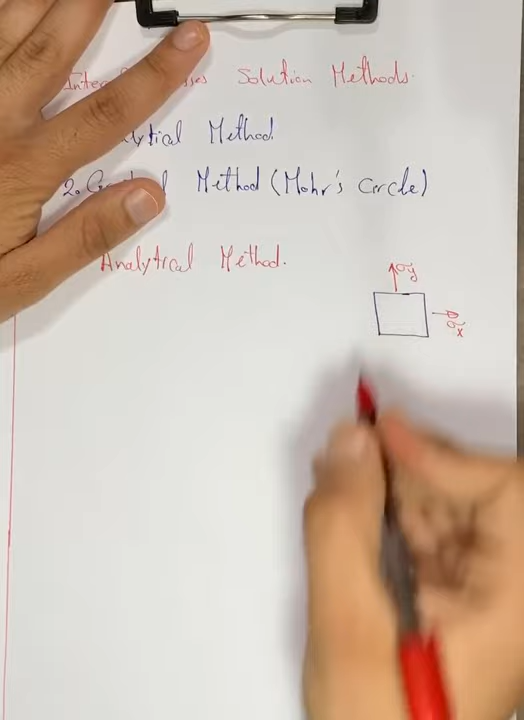 Solution Methods.
Method
2. Method (Mohr's Circle)
Analytical Method.
σy
σx